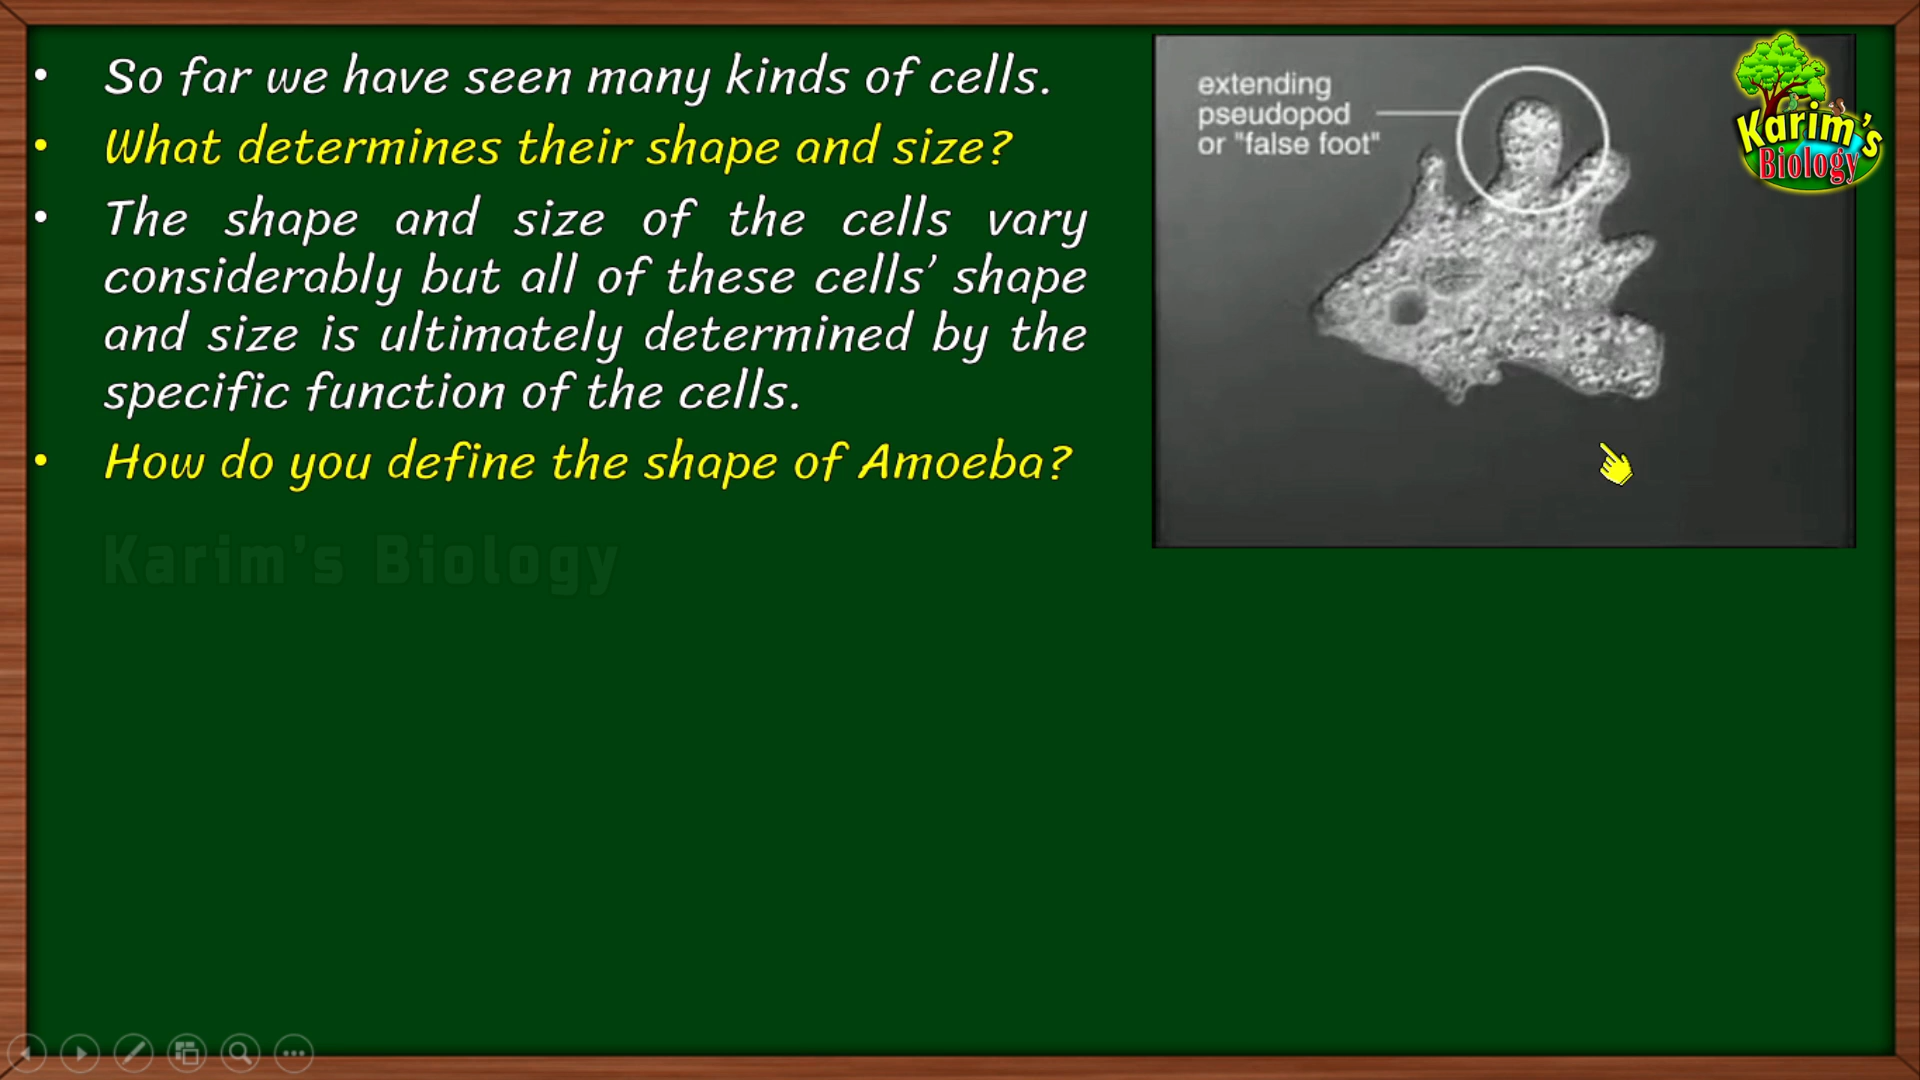 • So far we have seen many kinds of cells.
• What determines their shape and size?
• The shape and size of the cells vary
considerably but all of these cells’ shape
and size is ultimately determined by the
specific function of the cells.
• How do you define the shape of Amoeba?
Karim's Biology
extending
pseudopod
or "false foot"
Karim's
Biology